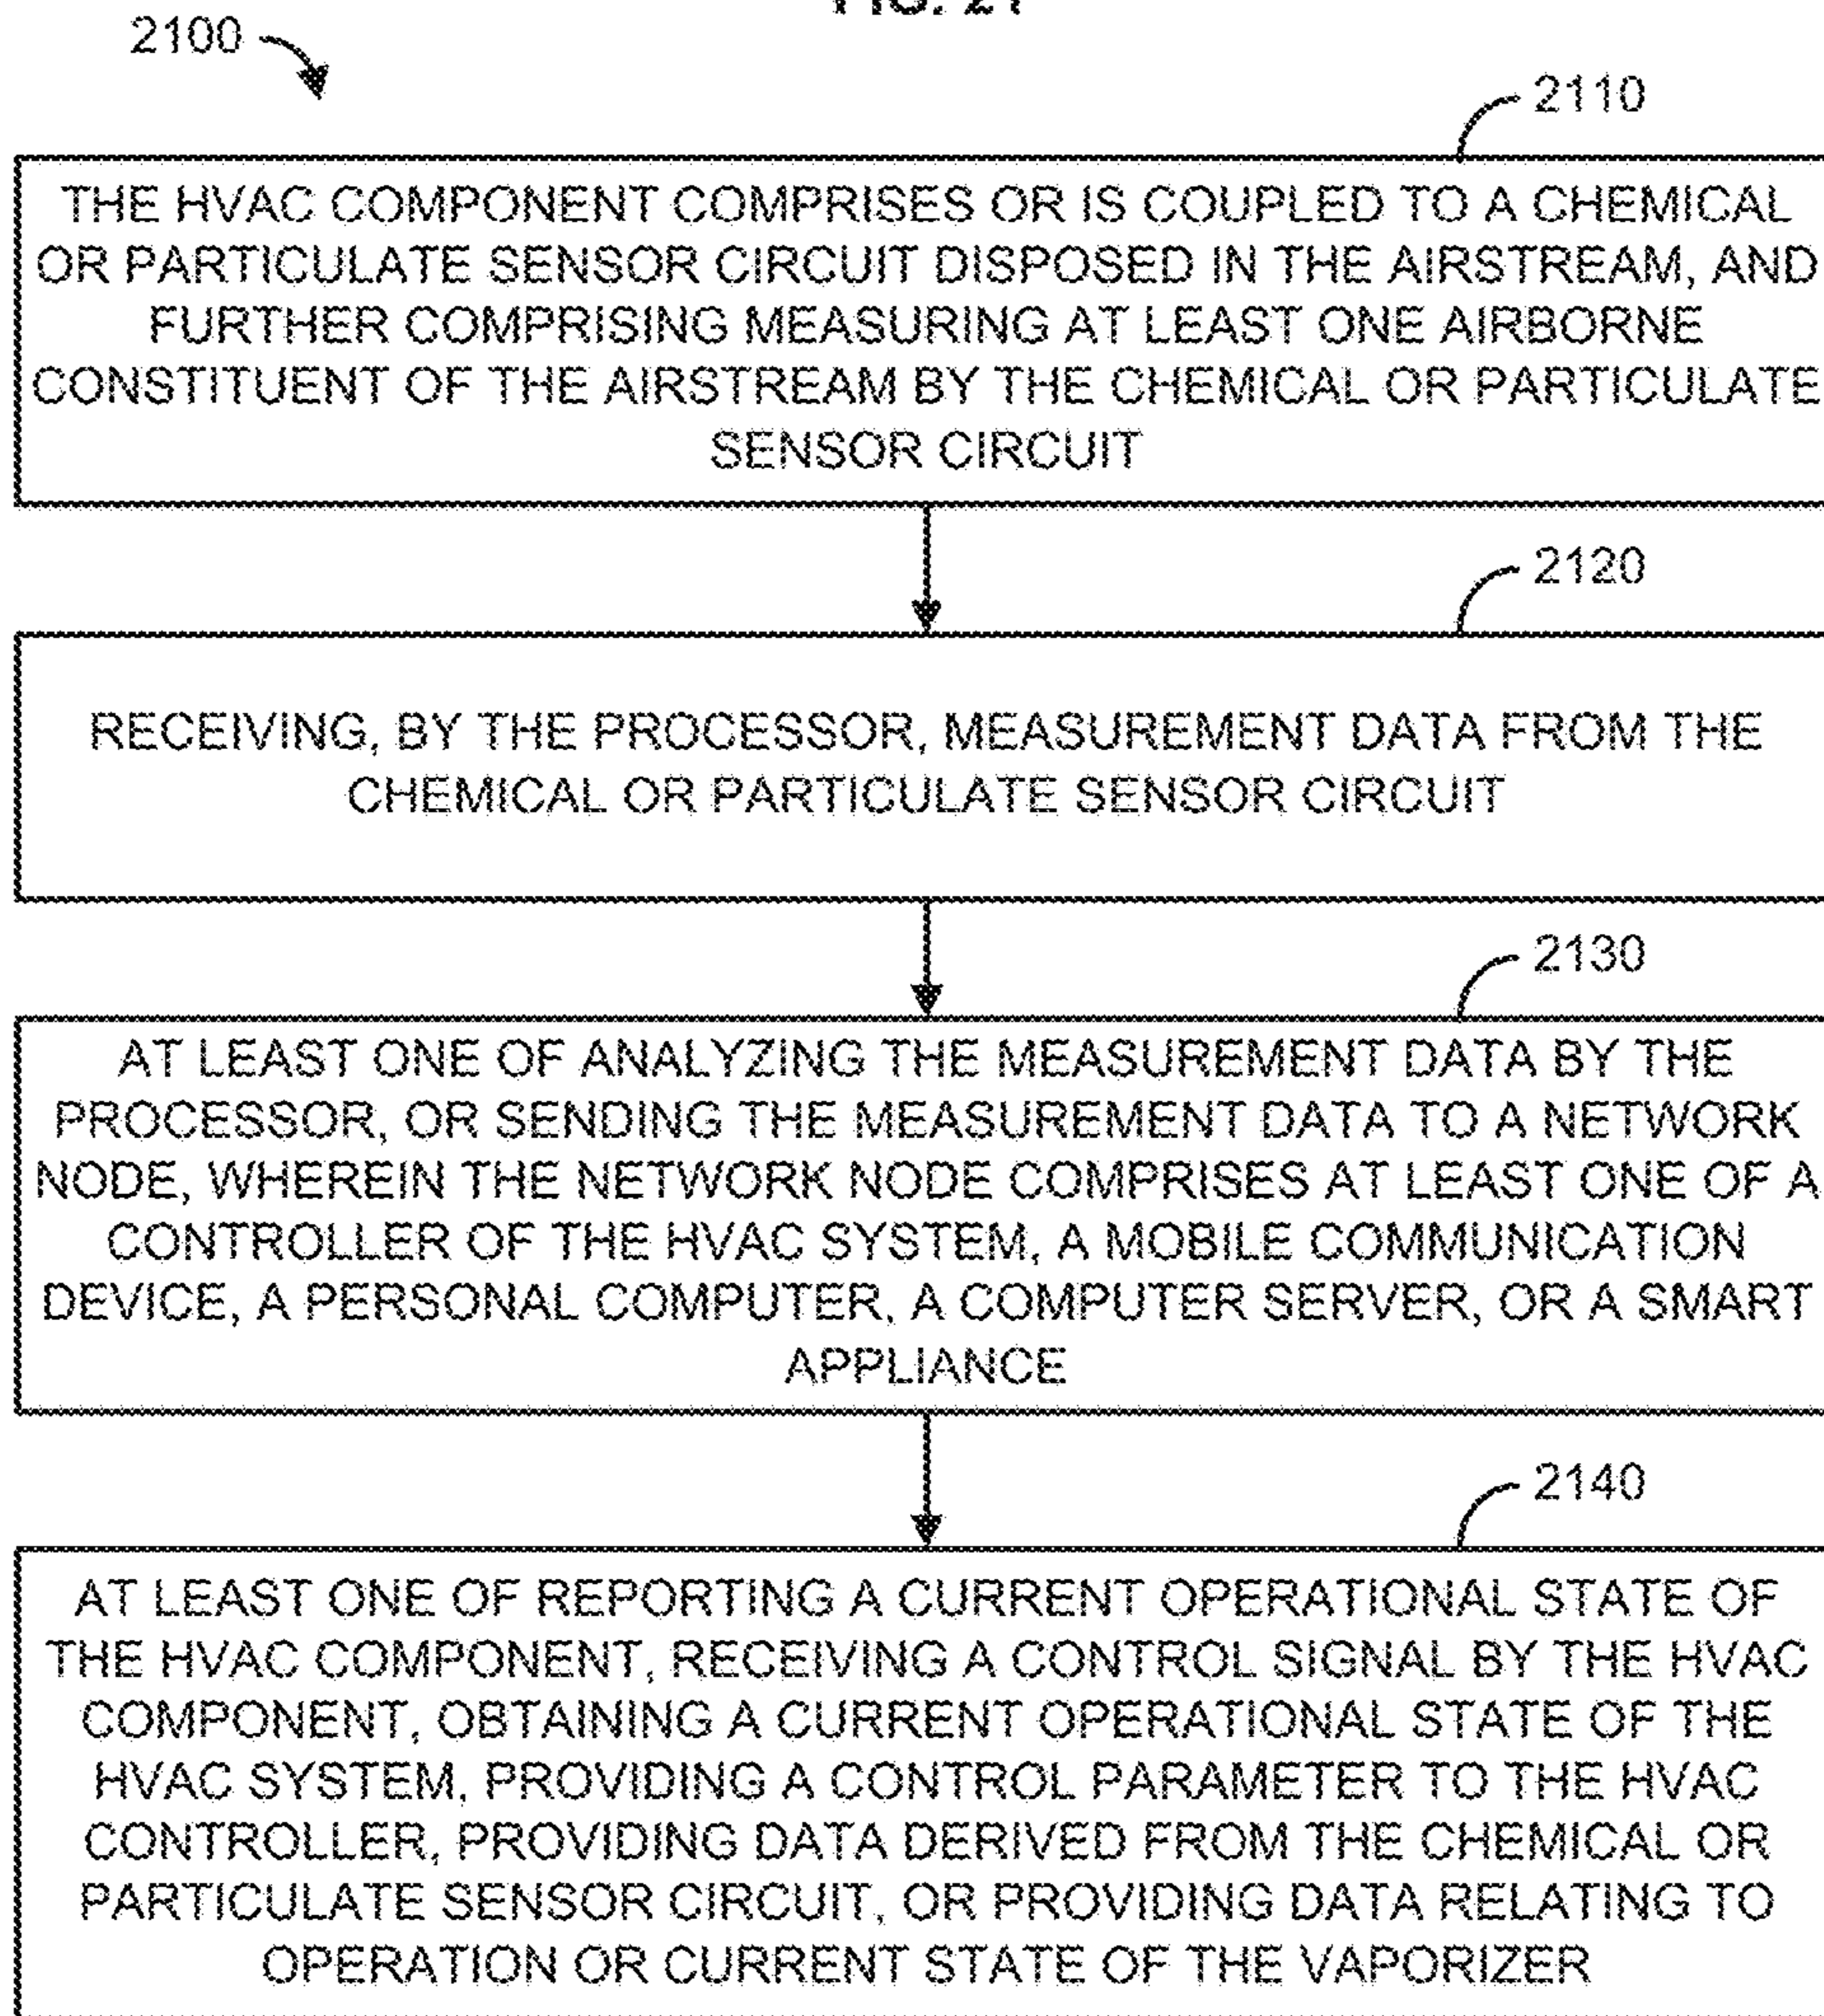 FIG. 21
2100
2110
THE HVAC COMPONENT COMPRISES OR IS COUPLED TO A CHEMICAL
OR PARTICULATE SENSOR CIRCUIT DISPOSED IN THE AIRSTREAM, AND
FURTHER COMPRISING MEASURING AT LEAST ONE AIRBORNE
CONSTITUENT OF THE AIRSTREAM BY THE CHEMICAL OR PARTICULATE
SENSOR CIRCUIT
2120
RECEIVING, BY THE PROCESSOR, MEASUREMENT DATA FROM THE
CHEMICAL OR PARTICULATE SENSOR CIRCUIT
2130
AT LEAST ONE OF ANALYZING THE MEASUREMENT DATA BY THE
PROCESSOR, OR SENDING THE MEASUREMENT DATA TO A NETWORK
NODE, WHEREIN THE NETWORK NODE COMPRISES AT LEAST ONE OF A
CONTROLLER OF THE HVAC SYSTEM, A MOBILE COMMUNICATION
DEVICE, A PERSONAL COMPUTER, A COMPUTER SERVER, OR A SMART
APPLIANCE
2140
AT LEAST ONE OF REPORTING A CURRENT OPERATIONAL STATE OF
THE HVAC COMPONENT, RECEIVING A CONTROL SIGNAL BY THE HVAC
COMPONENT, OBTAINING A CURRENT OPERATIONAL STATE OF THE
HVAC SYSTEM, PROVIDING A CONTROL PARAMETER TO THE HVAC
CONTROLLER, PROVIDING DATA DERIVED FROM THE CHEMICAL OR
PARTICULATE SENSOR CIRCUIT, OR PROVIDING DATA RELATING TO
OPERATION OR CURRENT STATE OF THE VAPORIZER